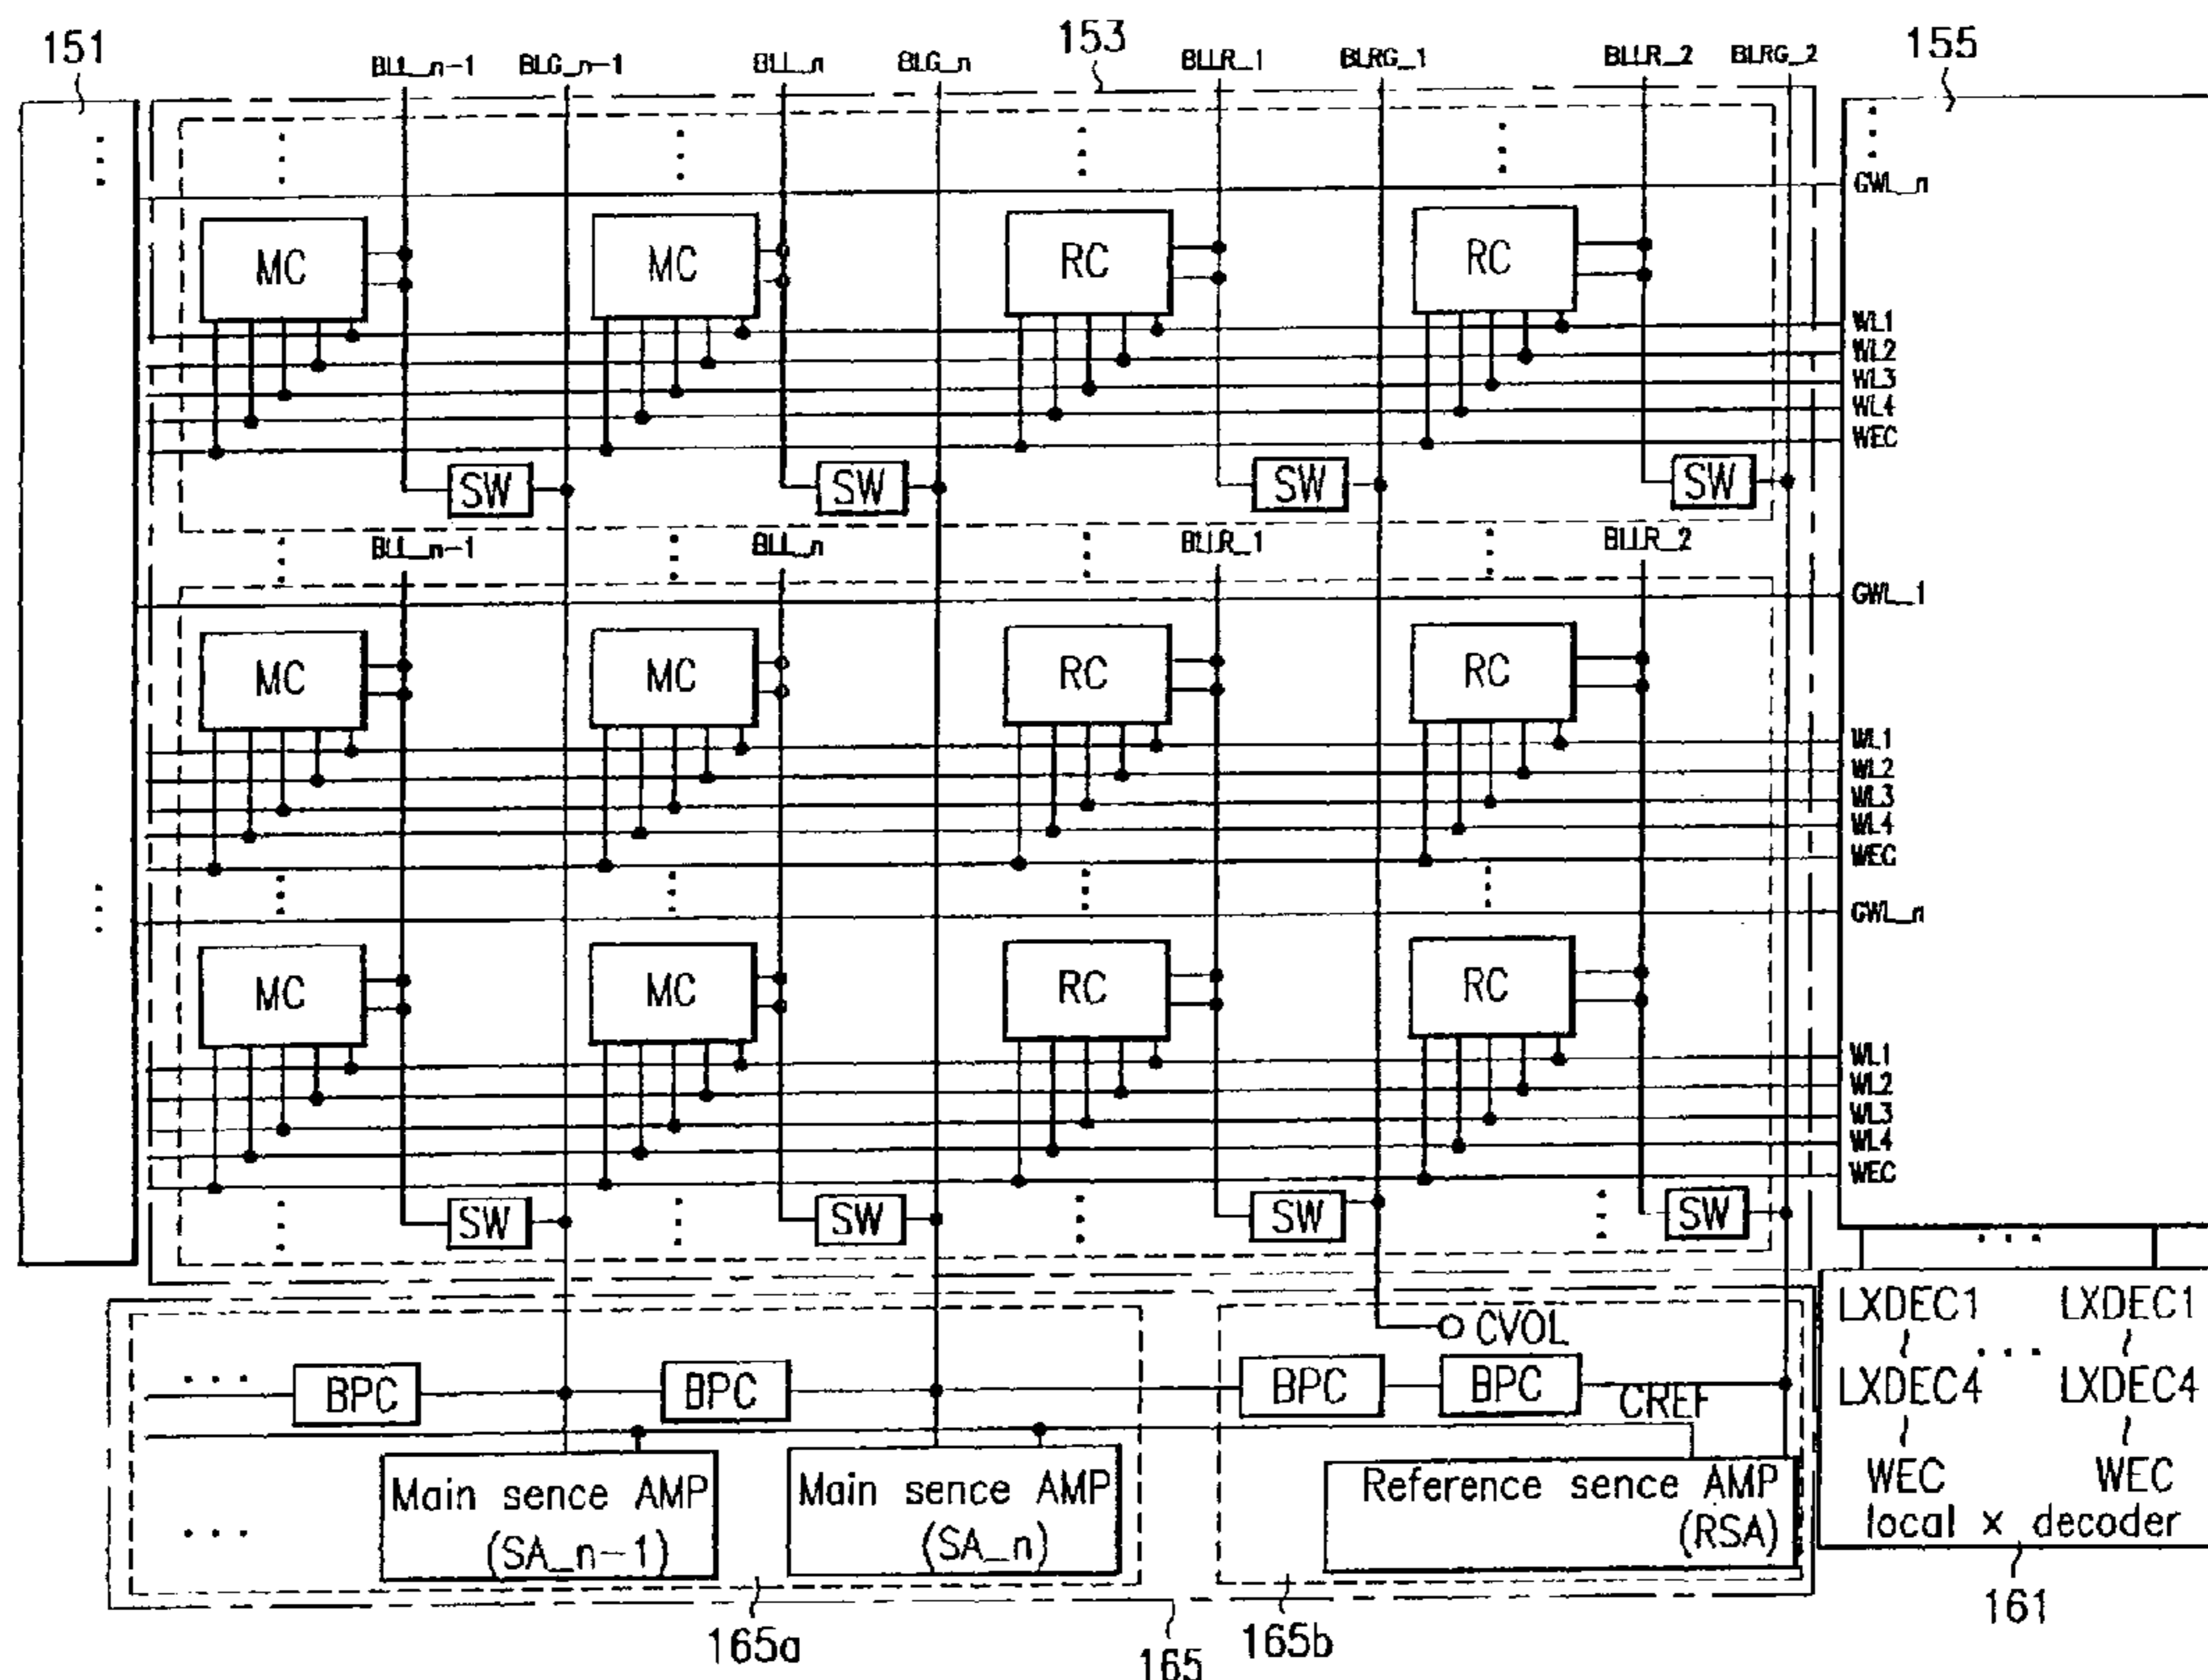 151
153
155
BLL_n-1 BLG_n-1 BLL_n BLG_n BLLR_1 BLRG_1 BLLR_2 BLRG_2
GWL_n
MC MC RC RC
WL1
WL2
WL3
WL4
WEC
SW SW SW SW
BLL_n-1 BLL_n BLLR_1 BLLR_2
GWL_1
MC MC RC RC
WL1
WL2
WL3
WL4
WEC
GWL_n
MC MC RC RC
WL1
WL2
WL3
WL4
WEC
SW SW SW SW
CVOL
BPC BPC BPC BPC
CREF
Main sence AMP
(SA_n-1)
Main sence AMP
(SA_n)
Reference sence AMP
(RSA)
LXDEC1 LXDEC1
LXDEC4 LXDEC4
WEC WEC
local x decoder
161
165a
165
165b